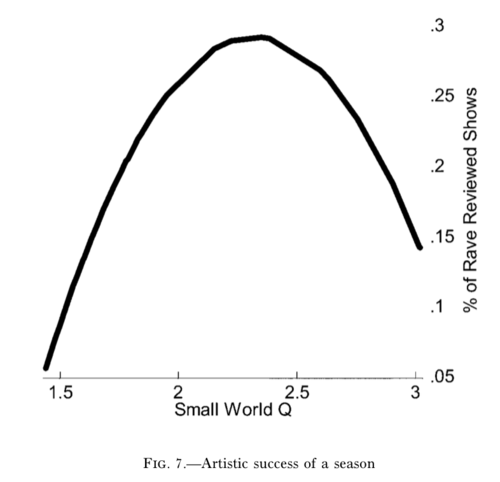 .3
.25
.2
.15
.1
.05
% of Rave Reviewed Shows
1.5 2 2.5 3
Small World Q
FIG. 7.—Artistic success of a season